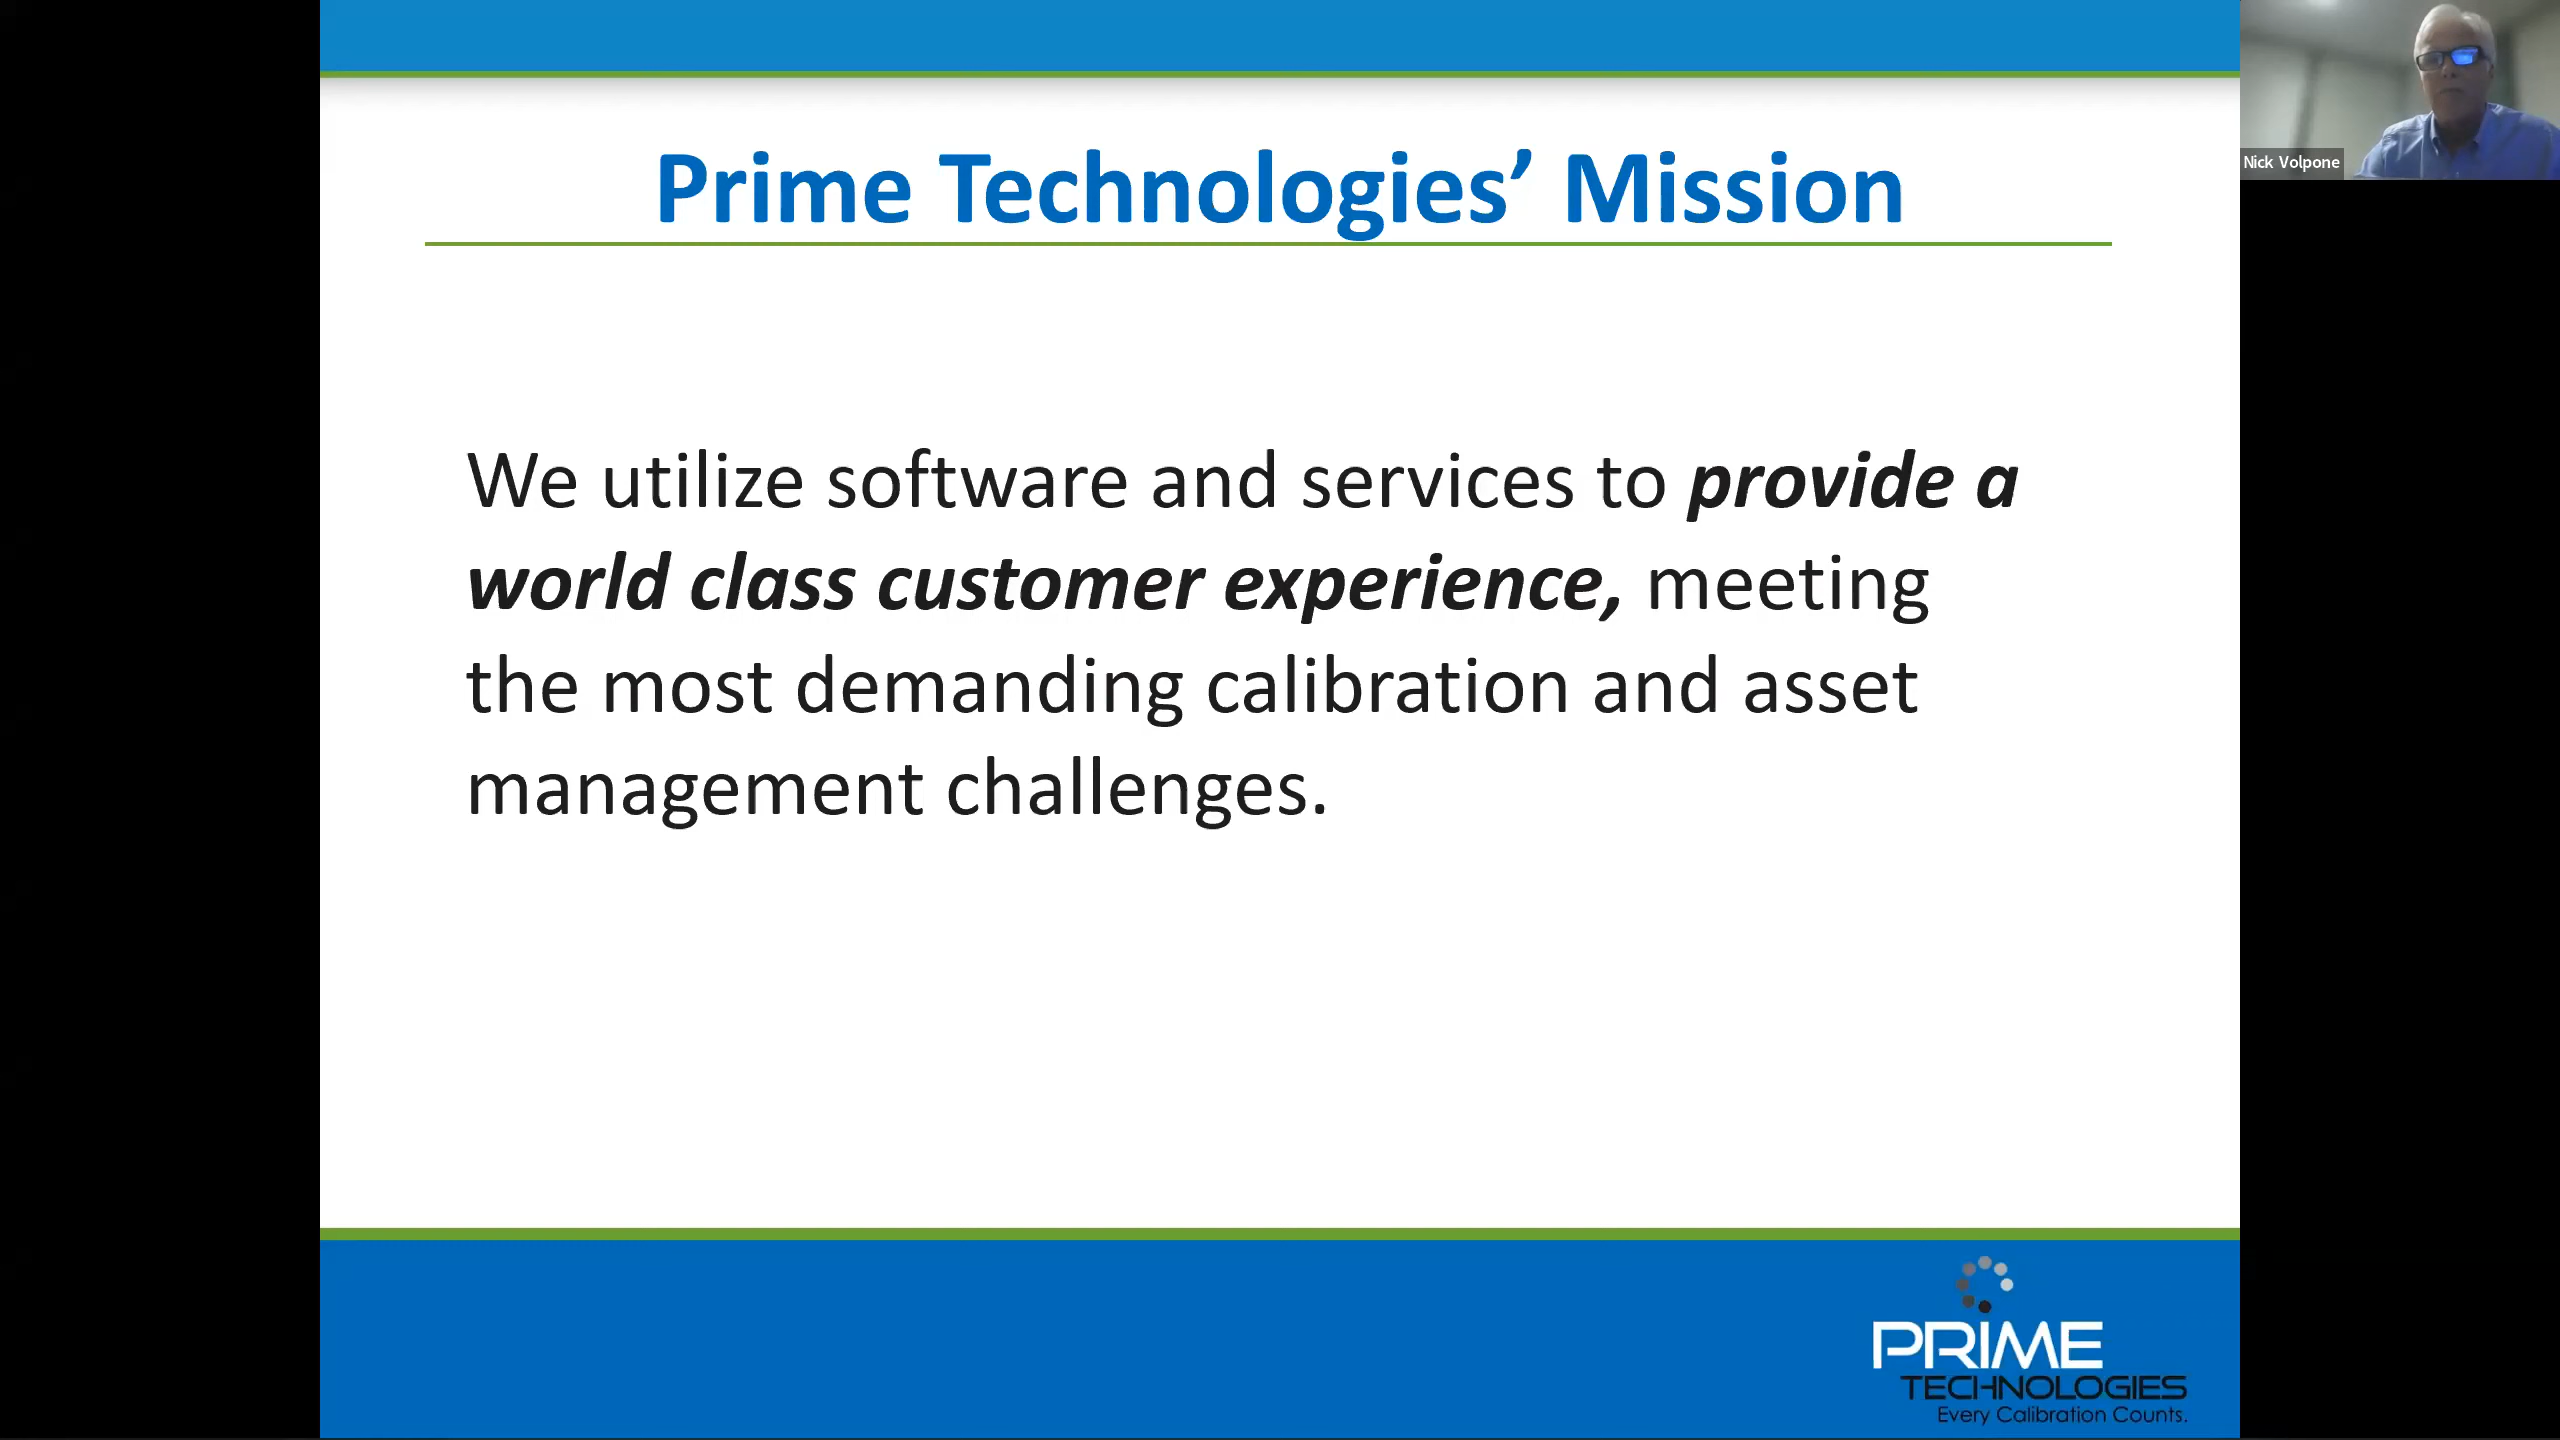 Prime Technologies’ Mission
Nick Volpone
We utilize software and services to provide a
world class customer experience, meeting
the most demanding calibration and asset
management challenges.
PRIME
TECHNOLOGIES
Every Calibration Counts.